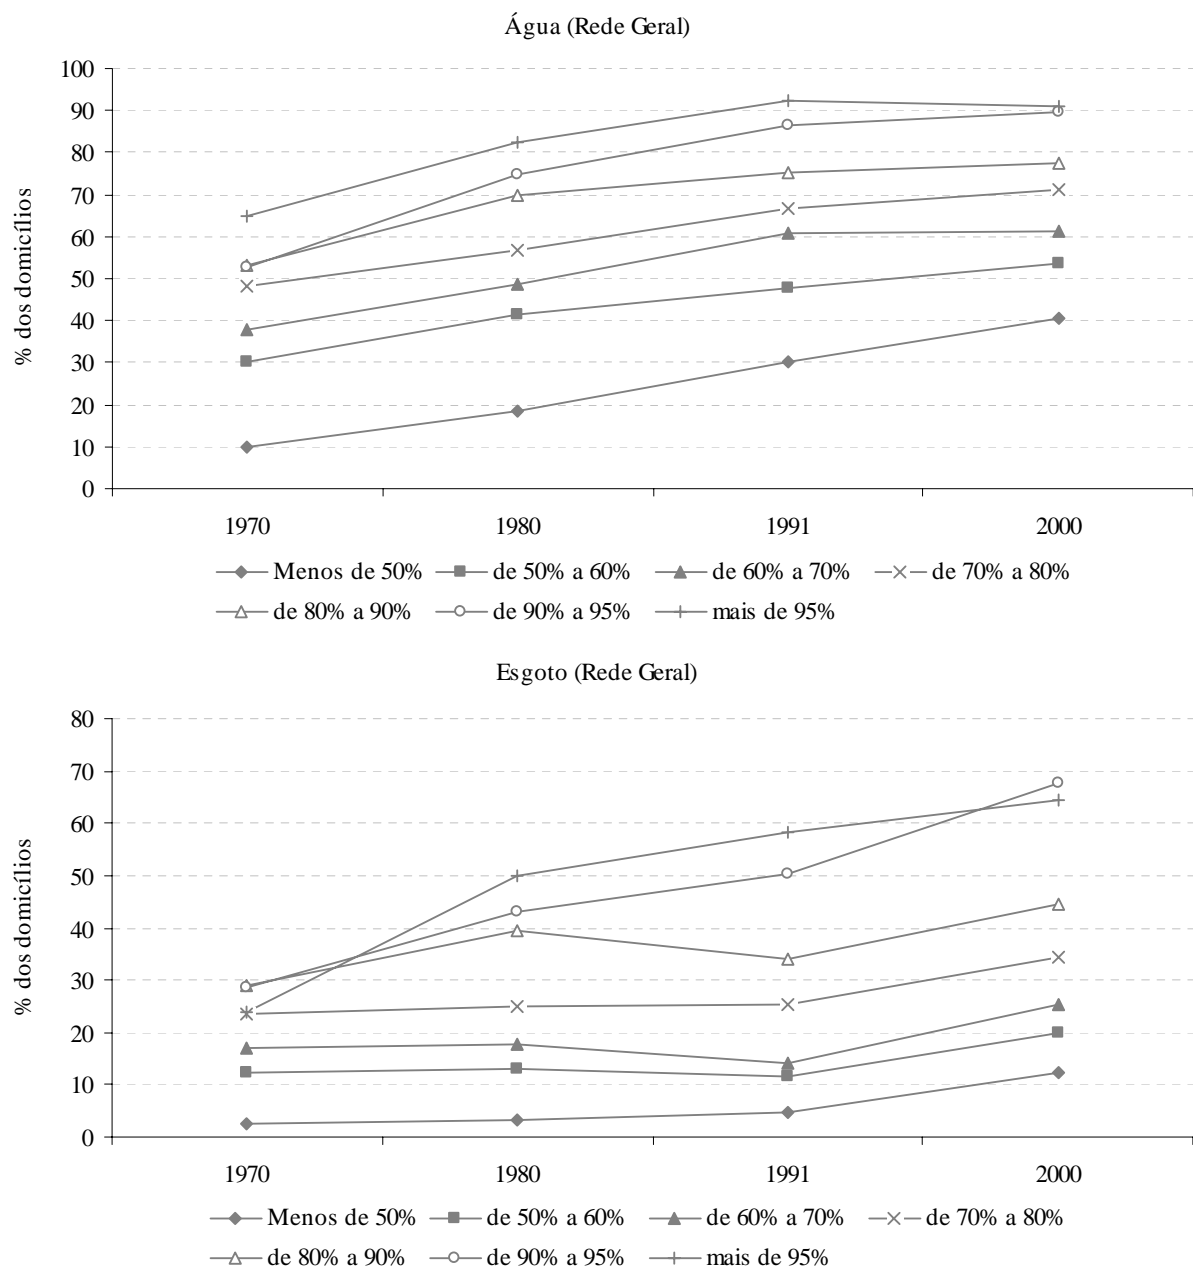 Água (Rede Geral)
100
90
80
70
60
50
40
30
20
10
0
% dos domicílios
1970 1980 1991 2000
Menos de 50% de 50% a 60% de 60% a 70% de 70% a 80%
de 80% a 90% de 90% a 95% mais de 95%
Esgoto (Rede Geral)
80
70
60
50
40
30
20
10
0
% dos domicílios
1970 1980 1991 2000
Menos de 50% de 50% a 60% de 60% a 70% de 70% a 80%
de 80% a 90% de 90% a 95% mais de 95%